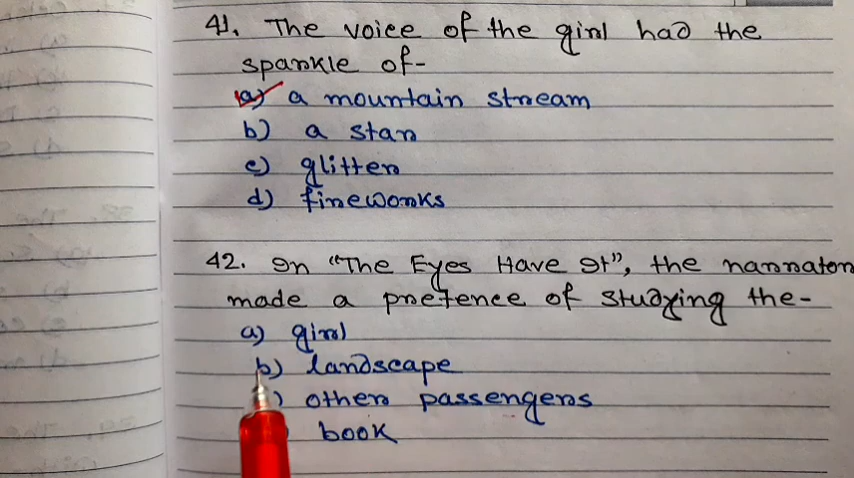 41. The voice of the girl had the
sparkle of-
a) a mountain stream
b) a star
c) glitter
d) fireworks
42. In "The Eyes Have It", the narrator
made a pretence of studying the-
a) girl
b) landscape
) other passengers
book